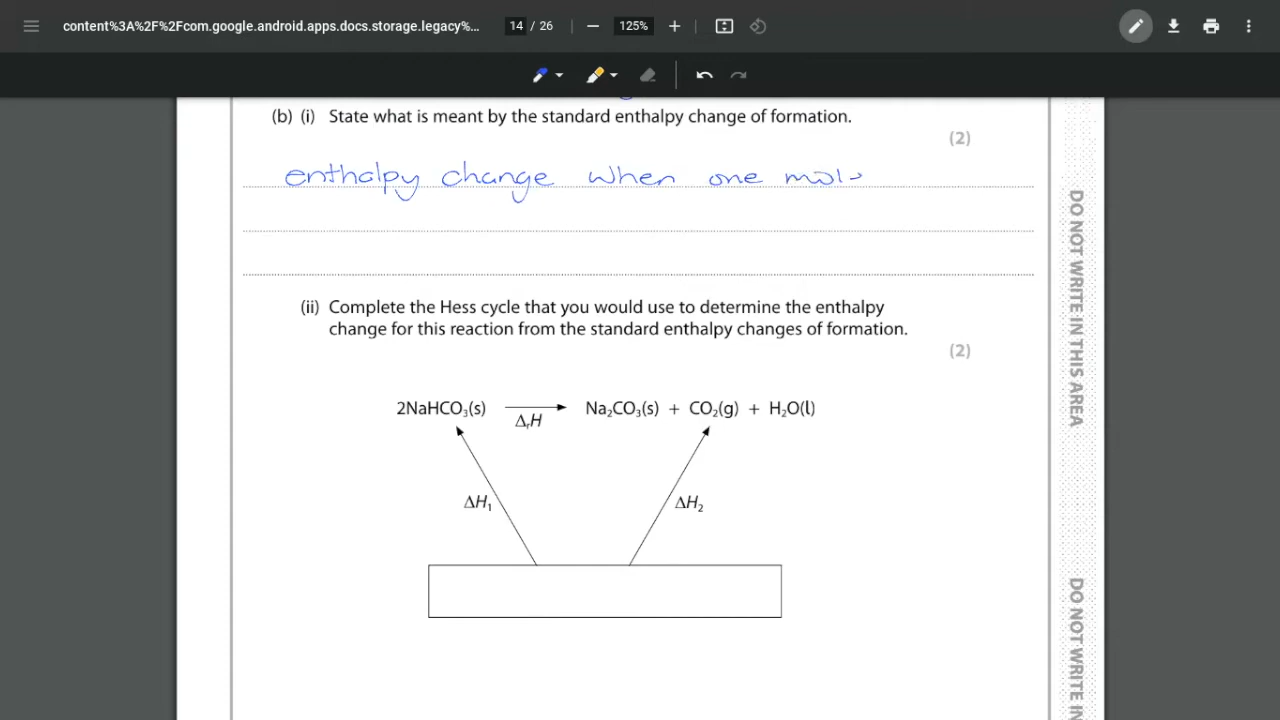 content%3A%2F%2Fcom.google.android.apps.docs.storage.legacy%...
14 / 26
125%
(b) (i) State what is meant by the standard enthalpy change of formation.
(2)
enthalpy change when one mol
(ii) Complete the Hess cycle that you would use to determine the enthalpy
change for this reaction from the standard enthalpy changes of formation.
(2)
2NaHCO₃(s) → Na₂CO₃(s) + CO₂(g) + H₂O(l)
ΔᵣH
ΔH₁
ΔH₂
DO NOT WRITE IN THIS AREA
DO NOT WRITE IN